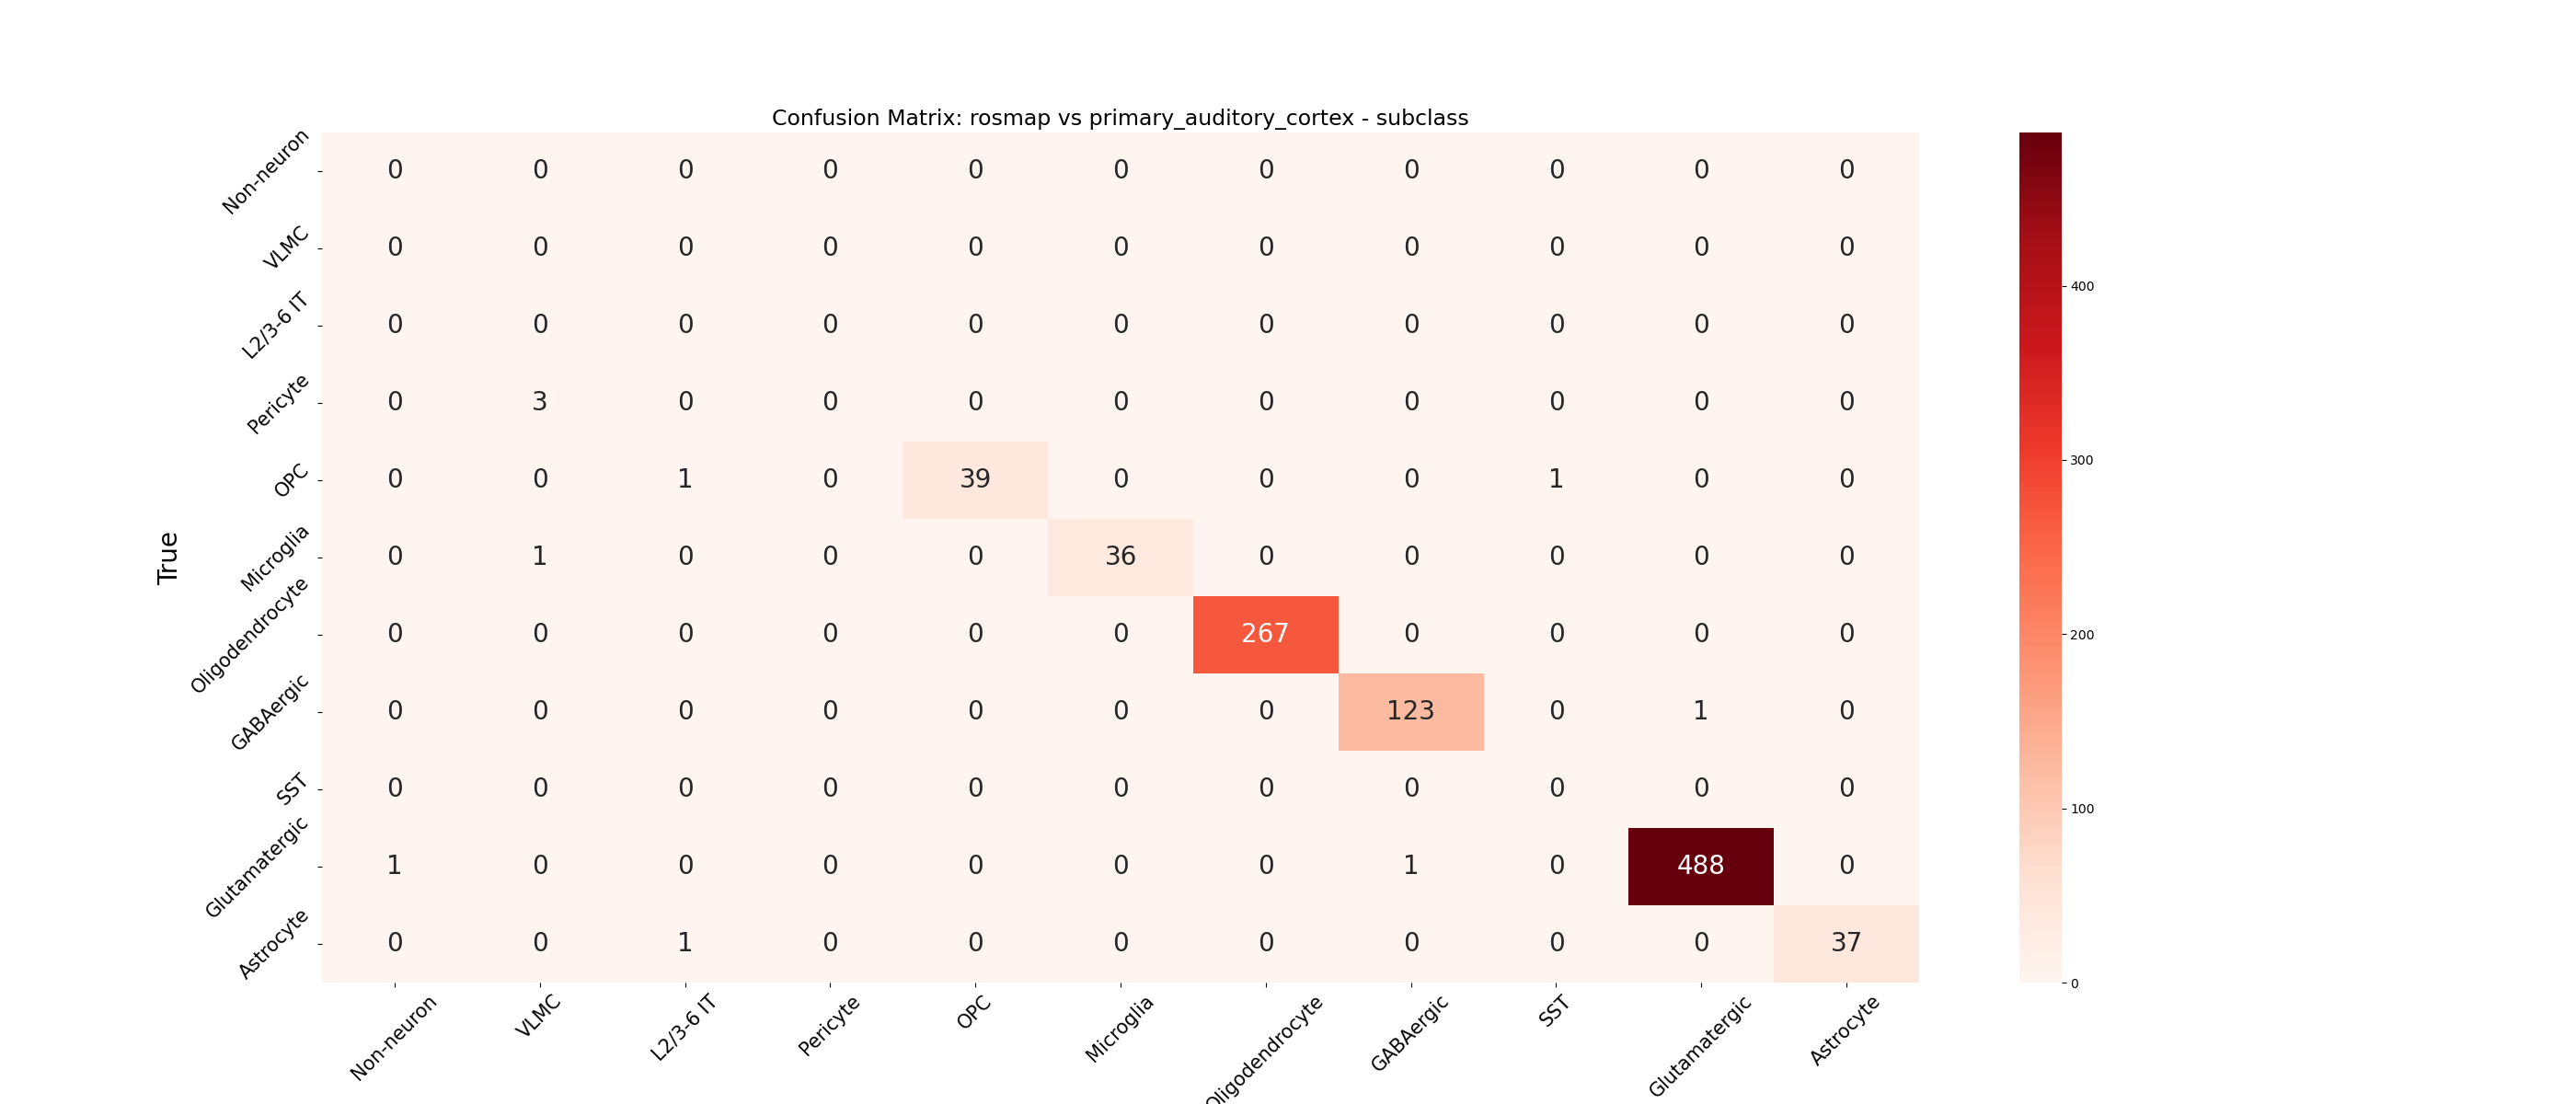 Confusion Matrix: rosmap vs primary_auditory_cortex - subclass
True
Non-neuron 0 0 0 0 0 0 0 0 0 0 0
VLMC 0 0 0 0 0 0 0 0 0 0 0
L2/3-6 IT 0 0 0 0 0 0 0 0 0 0 0
Pericyte 0 3 0 0 0 0 0 0 0 0 0
OPC 0 0 1 0 39 0 0 0 1 0 0
Microglia 0 1 0 0 0 36 0 0 0 0 0
Oligodendrocyte 0 0 0 0 0 0 267 0 0 0 0
GABAergic 0 0 0 0 0 0 0 123 0 1 0
SST 0 0 0 0 0 0 0 0 0 0 0
Glutamatergic 1 0 0 0 0 0 0 1 0 488 0
Astrocyte 0 0 1 0 0 0 0 0 0 0 37
Non-neuron VLMC L2/3-6 IT Pericyte OPC Microglia Oligodendrocyte GABAergic SST Glutamatergic Astrocyte
400
300
200
100
0